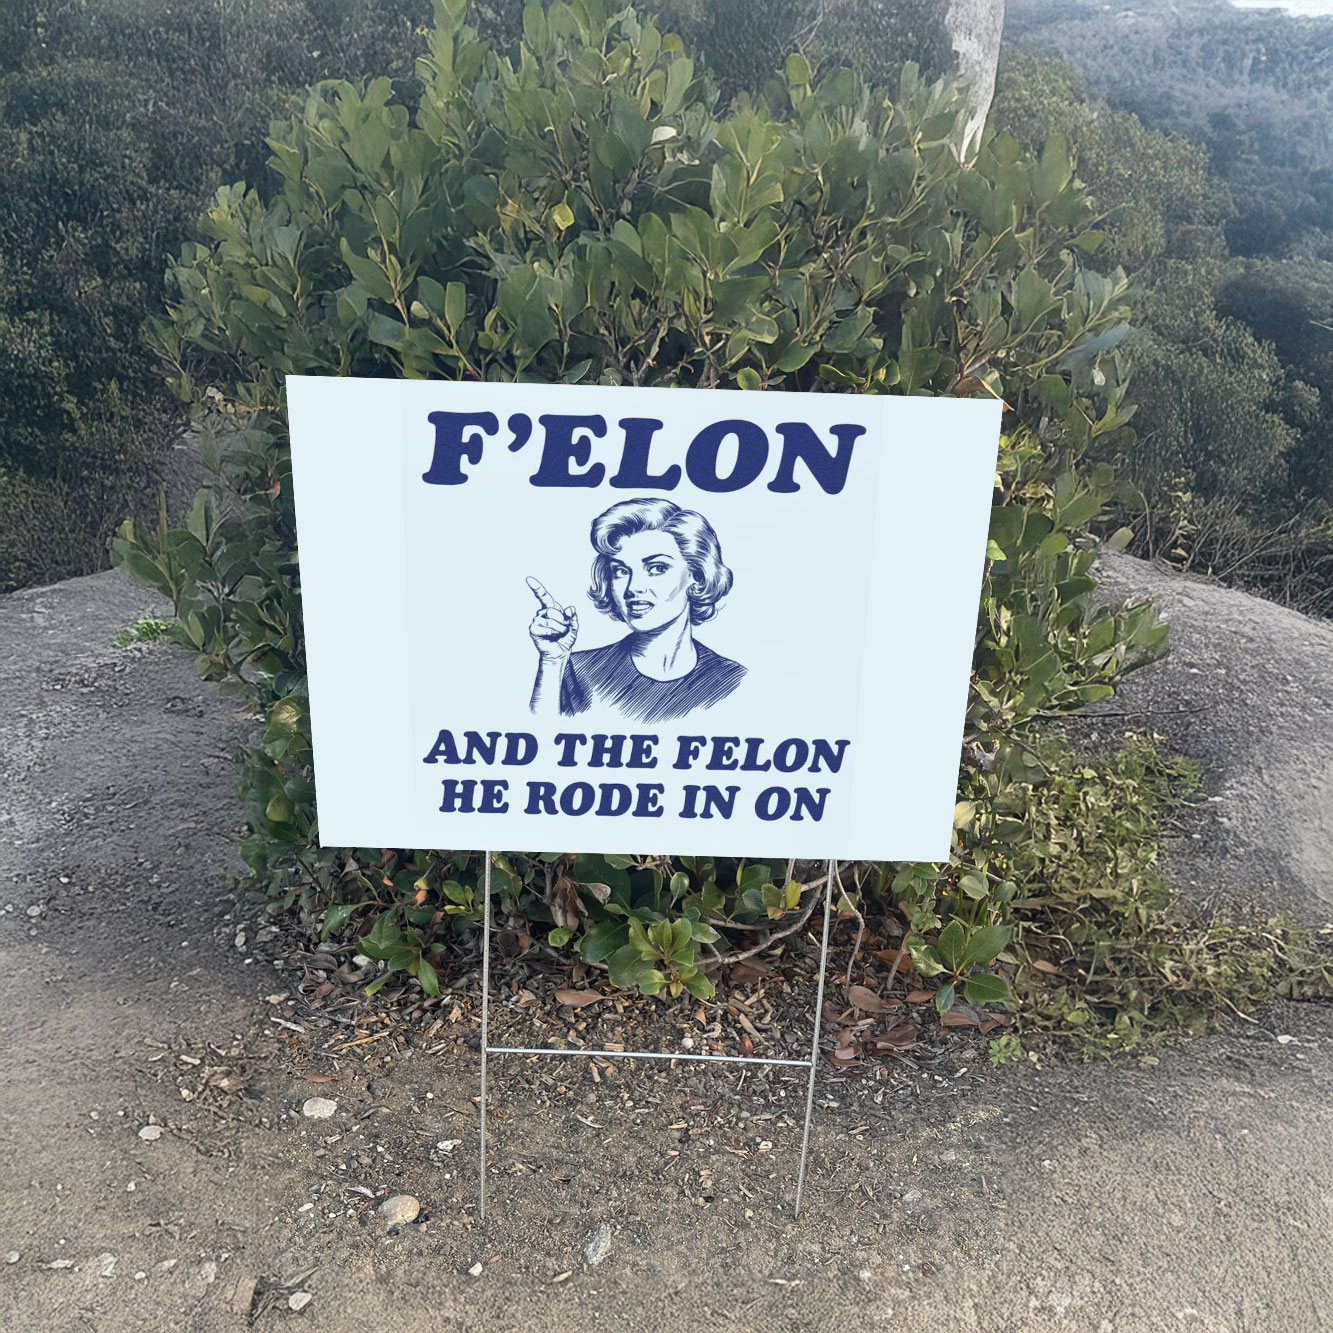 F’ELON
AND THE FELON
HE RODE IN ON